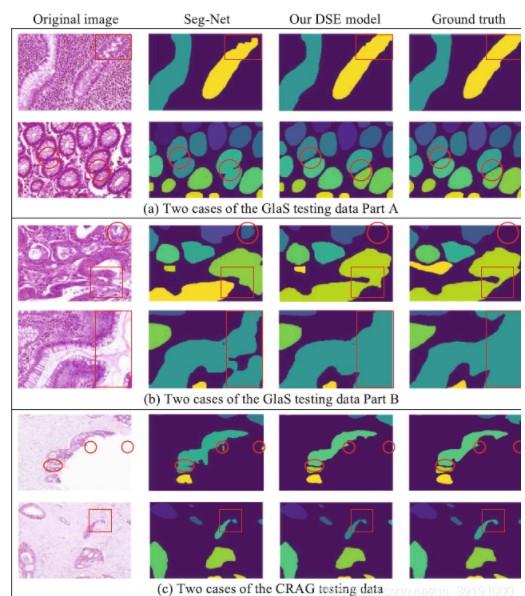 Original image Seg-Net Our DSE model Ground truth
(a) Two cases of the GlaS testing data Part A
(b) Two cases of the GlaS testing data Part B
(c) Two cases of the CRAG testing data